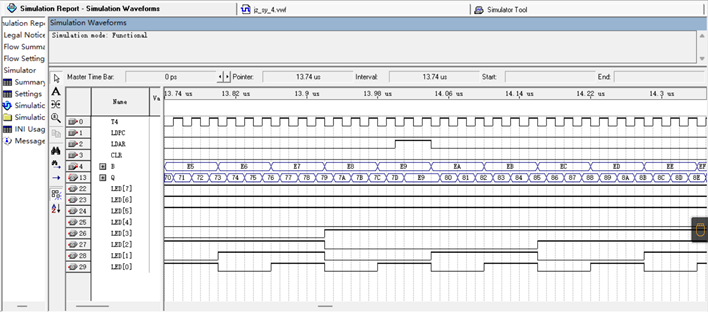 Simulation Report - Simulation Waveforms
jz_sy_4.vwf
Simulator Tool
Simulation Waveforms
Simulation mode: Functional
Legal Notice
Flow Summa
Flow Setting
Simulator
Summary
Settings
Simulatic
Simulatic
INI Usag
Message
Master Time Bar: 0 ps Pointer: 13.74 us Interval: 13.74 us Start: End:
Name Va
13.74 us 13.82 us 13.9 us 13.98 us 14.06 us 14.14 us 14.22 us 14.3 us
0 T4
1 LDPC
2 LDAR
3 CLR
4 B E5 E6 E7 E8 E9 EA EB EC ED EE EF
13 Q 70 71 72 73 74 75 76 77 78 79 7A 7B 7C 7D E9 80 81 82 83 84 85 86 87 88 89 8A 8B 8C 8D 8E
22 LED[7]
23 LED[6]
24 LED[5]
25 LED[4]
26 LED[3]
27 LED[2]
28 LED[1]
29 LED[0]